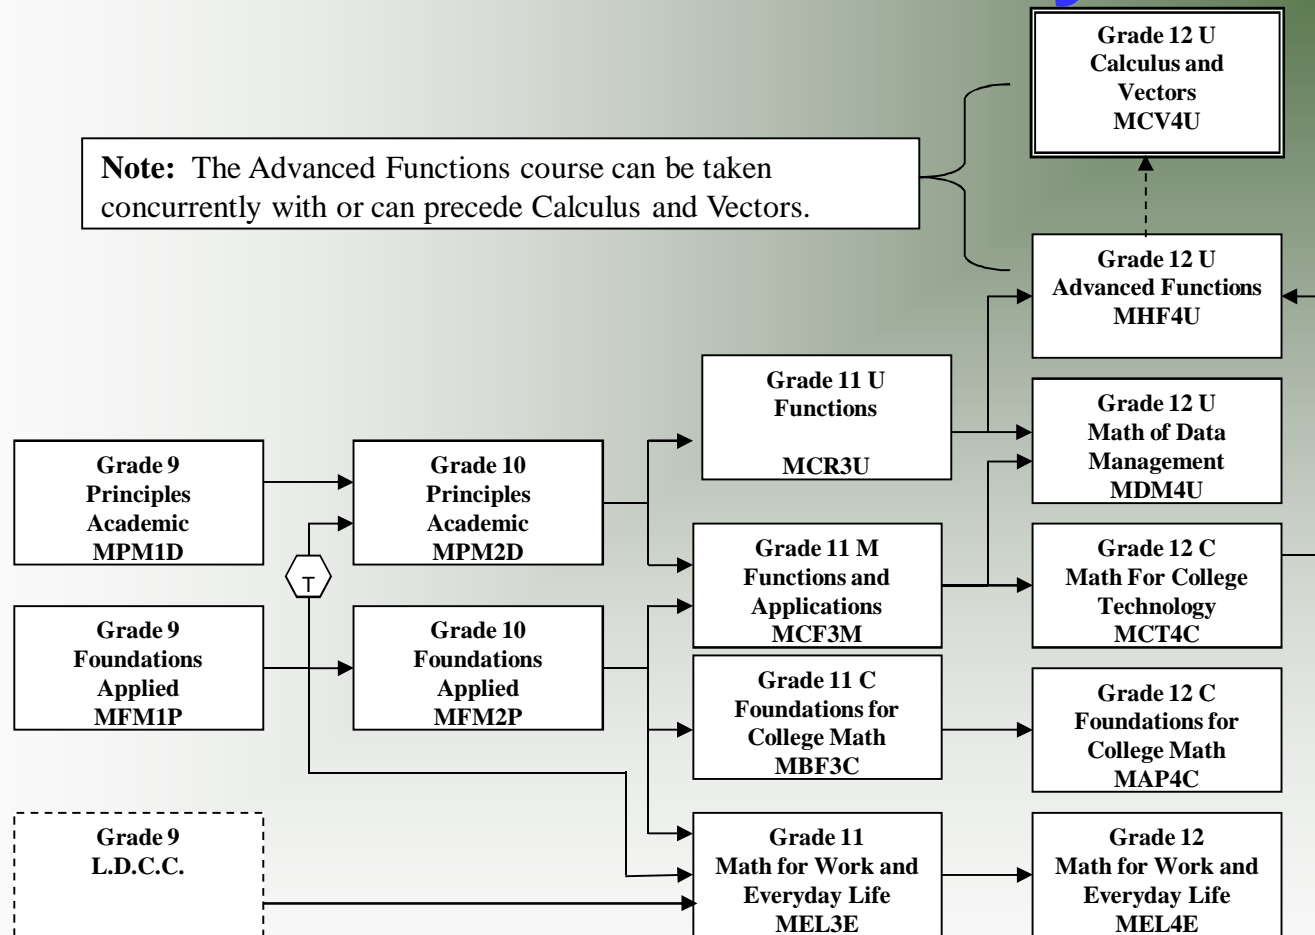 Grade 12 U
Calculus and
Vectors
MCV4U
Note: The Advanced Functions course can be taken
concurrently with or can precede Calculus and Vectors.
Grade 12 U
Advanced Functions
MHF4U
Grade 11 U
Functions
MCR3U
Grade 12 U
Math of Data
Management
MDM4U
Grade 9
Principles
Academic
MPM1D
Grade 10
Principles
Academic
MPM2D
Grade 11 M
Functions and
Applications
MCF3M
Grade 12 C
Math For College
Technology
MCT4C
T
Grade 9
Foundations
Applied
MFM1P
Grade 10
Foundations
Applied
MFM2P
Grade 11 C
Foundations for
College Math
MBF3C
Grade 12 C
Foundations for
College Math
MAP4C
Grade 9
L.D.C.C.
Grade 11
Math for Work and
Everyday Life
MEL3E
Grade 12
Math for Work and
Everyday Life
MEL4E